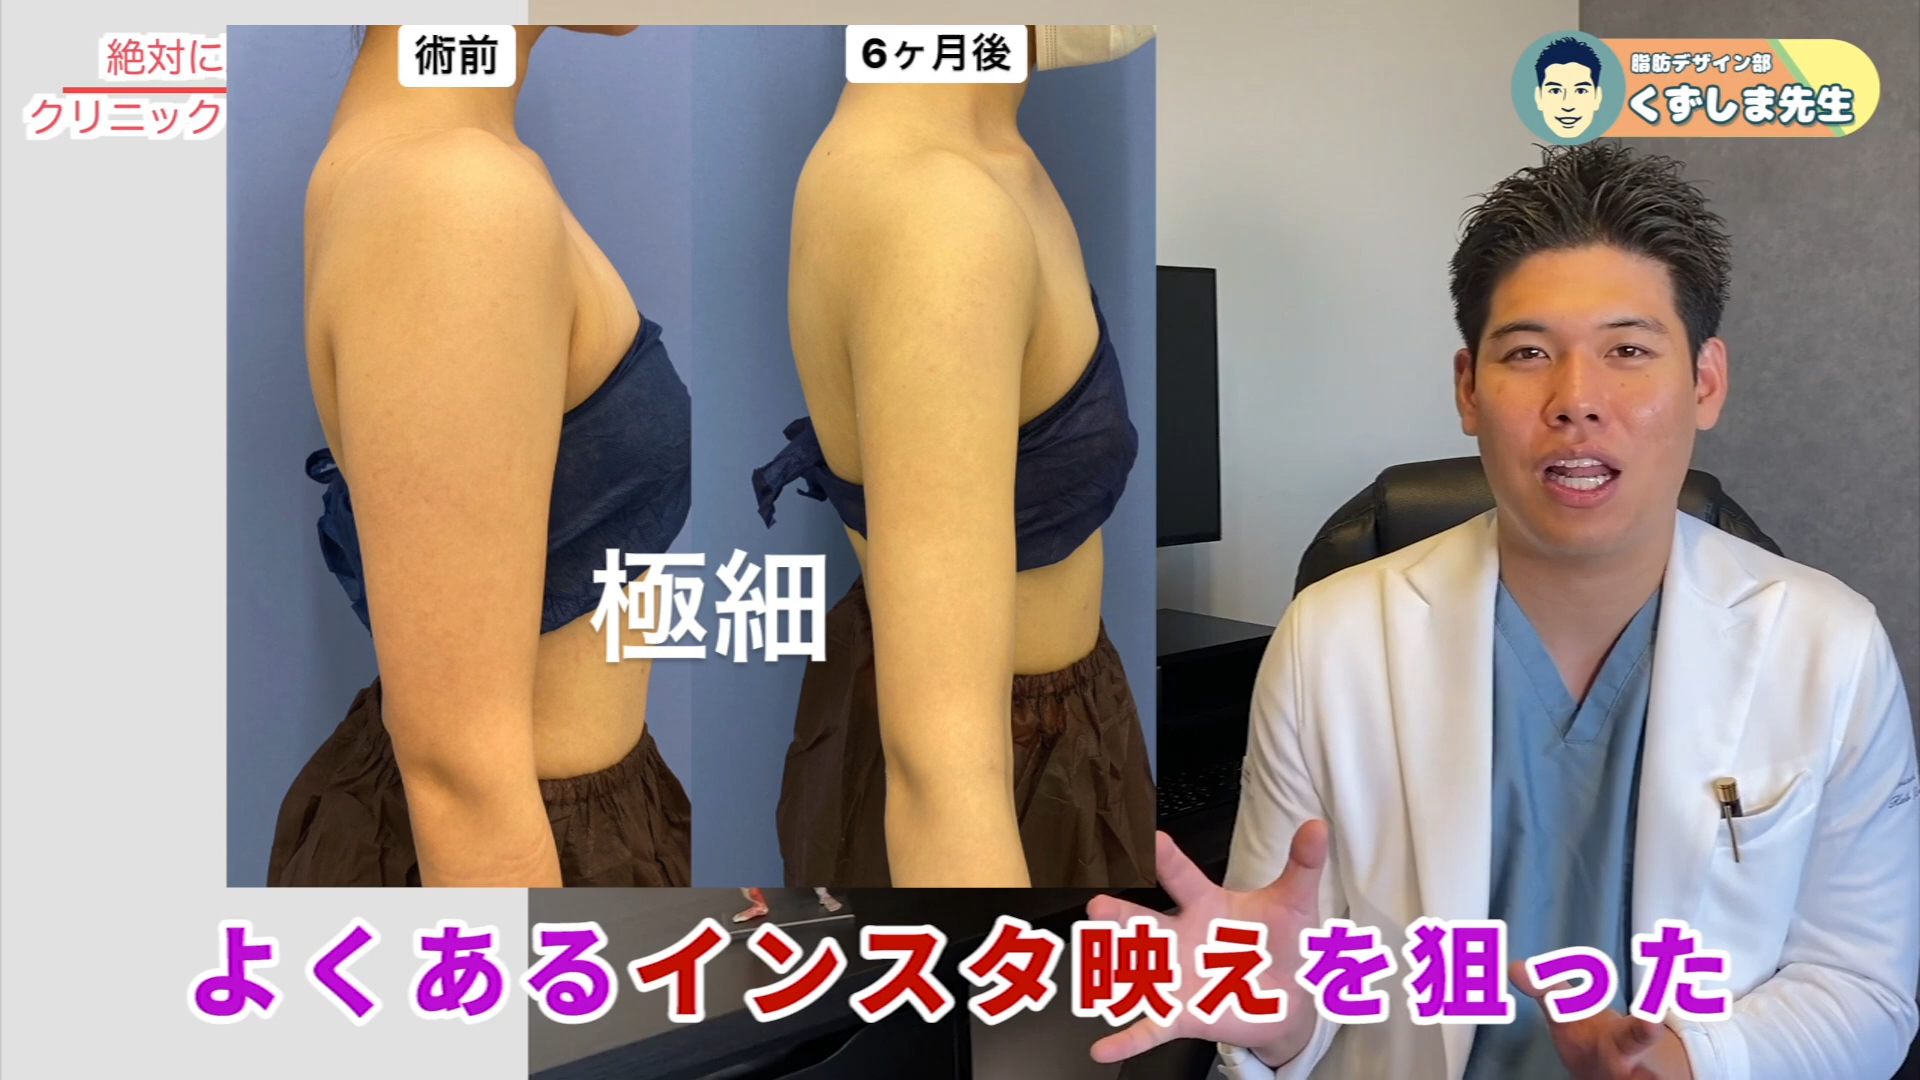 絶対に
クリニック
術前
6ヶ月後
脂肪デザイン部
くずしま先生
極細
よくあるインスタ映えを狙った